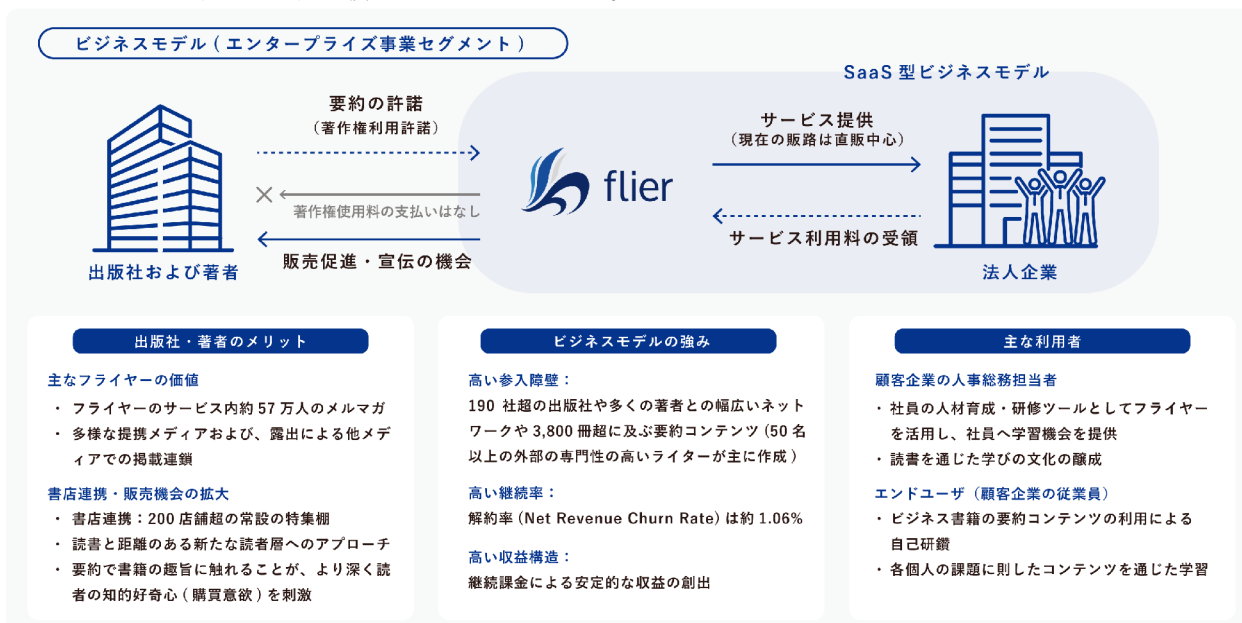 ビジネスモデル ( エンタープライズ事業セグメント )
SaaS 型ビジネスモデル
要約の許諾
（著作権利用許諾）
著作権使用料の支払いはなし
販売促進・宣伝の機会
出版社および著者
flier
サービス提供
（現在の販路は直販中心）
サービス利用料の受領
法人企業
出版社・著者のメリット
主なフライヤーの価値
・ フライヤーのサービス内約 57 万人のメルマガ
・ 多様な提携メディアおよび、露出による他メデ
ィアでの掲載連鎖
書店連携・販売機会の拡大
・ 書店連携：200 店舗超の常設の特集棚
・ 読書と距離のある新たな読者層へのアプローチ
・ 要約で書籍の趣旨に触れることが、より深く読
者の知的好奇心 ( 購買意欲 ) を刺激
ビジネスモデルの強み
高い参入障壁：
190 社超の出版社や多くの著者との幅広いネット
ワークや 3,800 冊超に及ぶ要約コンテンツ (50 名
以上の外部の専門性の高いライターが主に作成 )
高い継続率：
解約率 (Net Revenue Churn Rate) は約 1.06%
高い収益構造：
継続課金による安定的な収益の創出
主な利用者
顧客企業の人事総務担当者
・ 社員の人材育成・研修ツールとしてフライヤー
を活用し、社員へ学習機会を提供
・ 読書を通じた学びの文化の醸成
エンドユーザ（顧客企業の従業員）
・ ビジネス書籍の要約コンテンツの利用による
自己研鑽
・ 各個人の課題に則したコンテンツを通じた学習